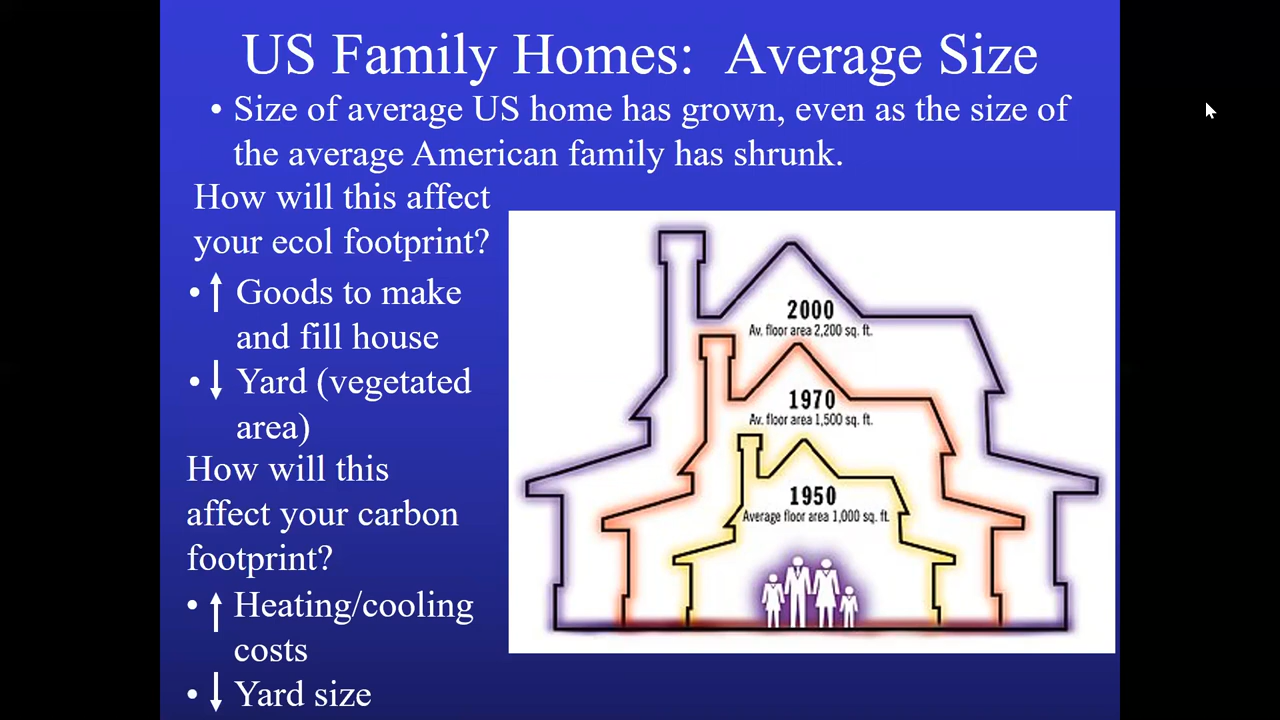 US Family Homes: Average Size
• Size of average US home has grown, even as the size of
the average American family has shrunk.
How will this affect
your ecol footprint?
• ↑ Goods to make
and fill house
• ↓ Yard (vegetated
area)
How will this
affect your carbon
footprint?
• ↑ Heating/cooling
costs
• ↓ Yard size
2000
Av. floor area 2,200 sq. ft.
1970
Av. floor area 1,500 sq. ft.
1950
Average floor area 1,000 sq. ft.